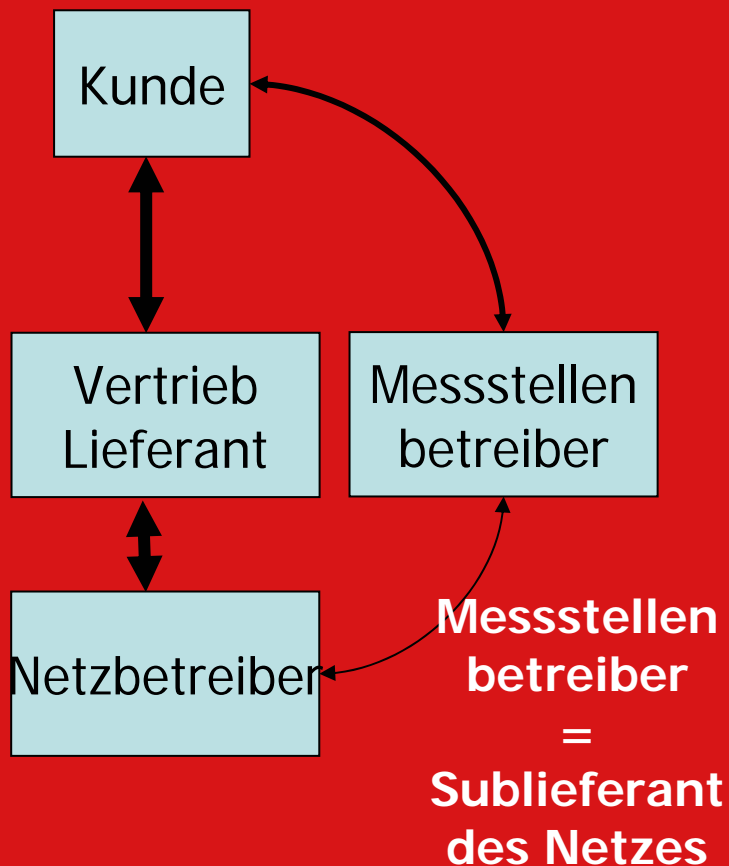 Kunde
Vertrieb
Lieferant
Messstellen
betreiber
Netzbetreiber
Messstellen
betreiber
=
Sublieferant
des Netzes